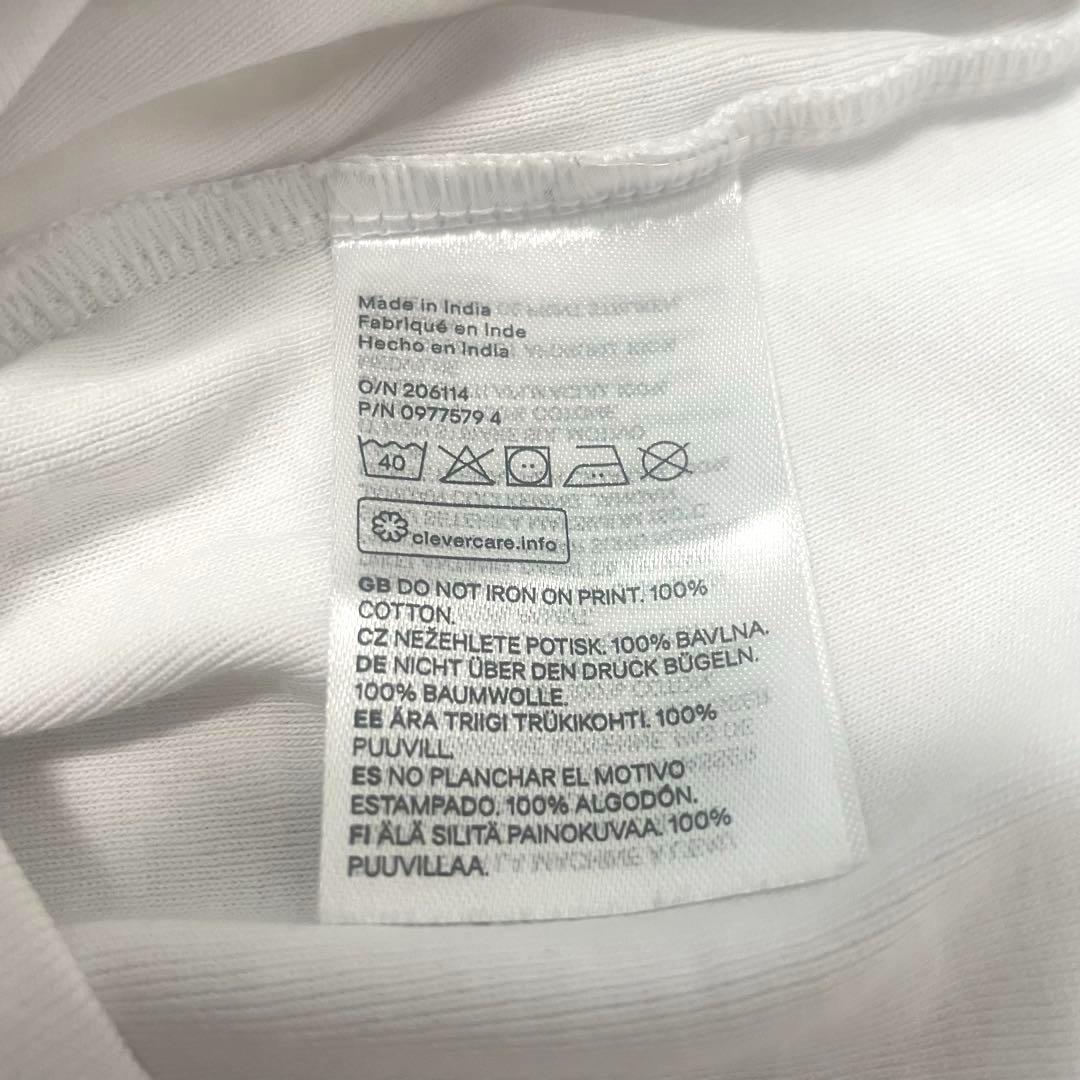 Made in India
Fabriqué en Inde
Hecho en India
O/N 206114
P/N 0977579 4
40
clevercare.info
GB DO NOT IRON ON PRINT. 100%
COTTON.
CZ NEŽEHLETE POTISK. 100% BAVLNA.
DE NICHT ÜBER DEN DRUCK BÜGELN.
100% BAUMWOLLE.
EE ÄRA TRIIGI TRÜKIKOHTI. 100%
PUUVILL.
ES NO PLANCHAR EL MOTIVO
ESTAMPADO. 100% ALGODÓN.
FI ÄLÄ SILITÄ PAINOKUVAA. 100%
PUUVILLAA.